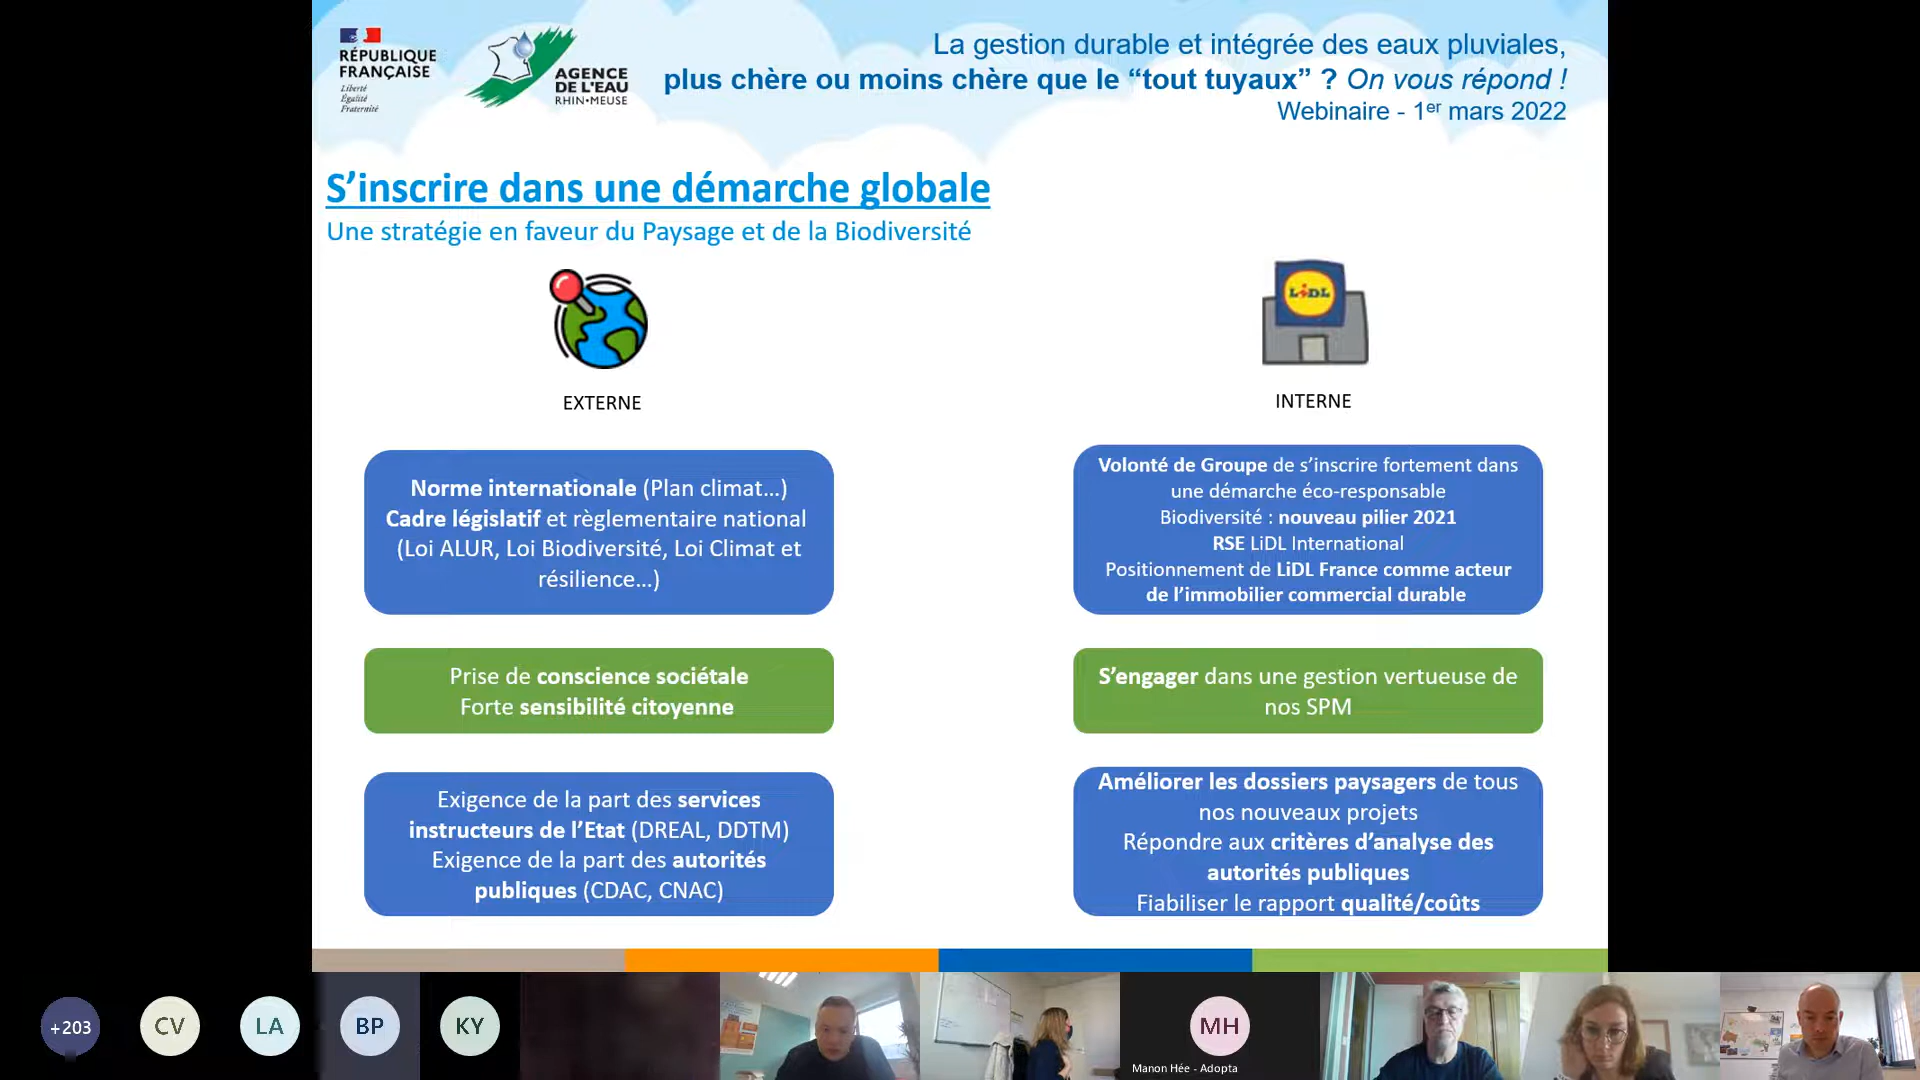 RÉPUBLIQUE
FRANÇAISE
Liberté
Égalité
Fraternité
AGENCE
DE L'EAU
RHIN•MEUSE
La gestion durable et intégrée des eaux pluviales,
plus chère ou moins chère que le “tout tuyaux” ? On vous répond !
Webinaire - 1er mars 2022
S’inscrire dans une démarche globale
Une stratégie en faveur du Paysage et de la Biodiversité
EXTERNE
Norme internationale (Plan climat…)
Cadre législatif et règlementaire national
(Loi ALUR, Loi Biodiversité, Loi Climat et
résilience…)
Prise de conscience sociétale
Forte sensibilité citoyenne
Exigence de la part des services
instructeurs de l’Etat (DREAL, DDTM)
Exigence de la part des autorités
publiques (CDAC, CNAC)
LiDL
INTERNE
Volonté de Groupe de s’inscrire fortement dans
une démarche éco-responsable
Biodiversité : nouveau pilier 2021
RSE LiDL International
Positionnement de LiDL France comme acteur
de l’immobilier commercial durable
S’engager dans une gestion vertueuse de
nos SPM
Améliorer les dossiers paysagers de tous
nos nouveaux projets
Répondre aux critères d’analyse des
autorités publiques
Fiabiliser le rapport qualité/coûts
+203
CV
LA
BP
KY
MH
Manon Hée - Adopta